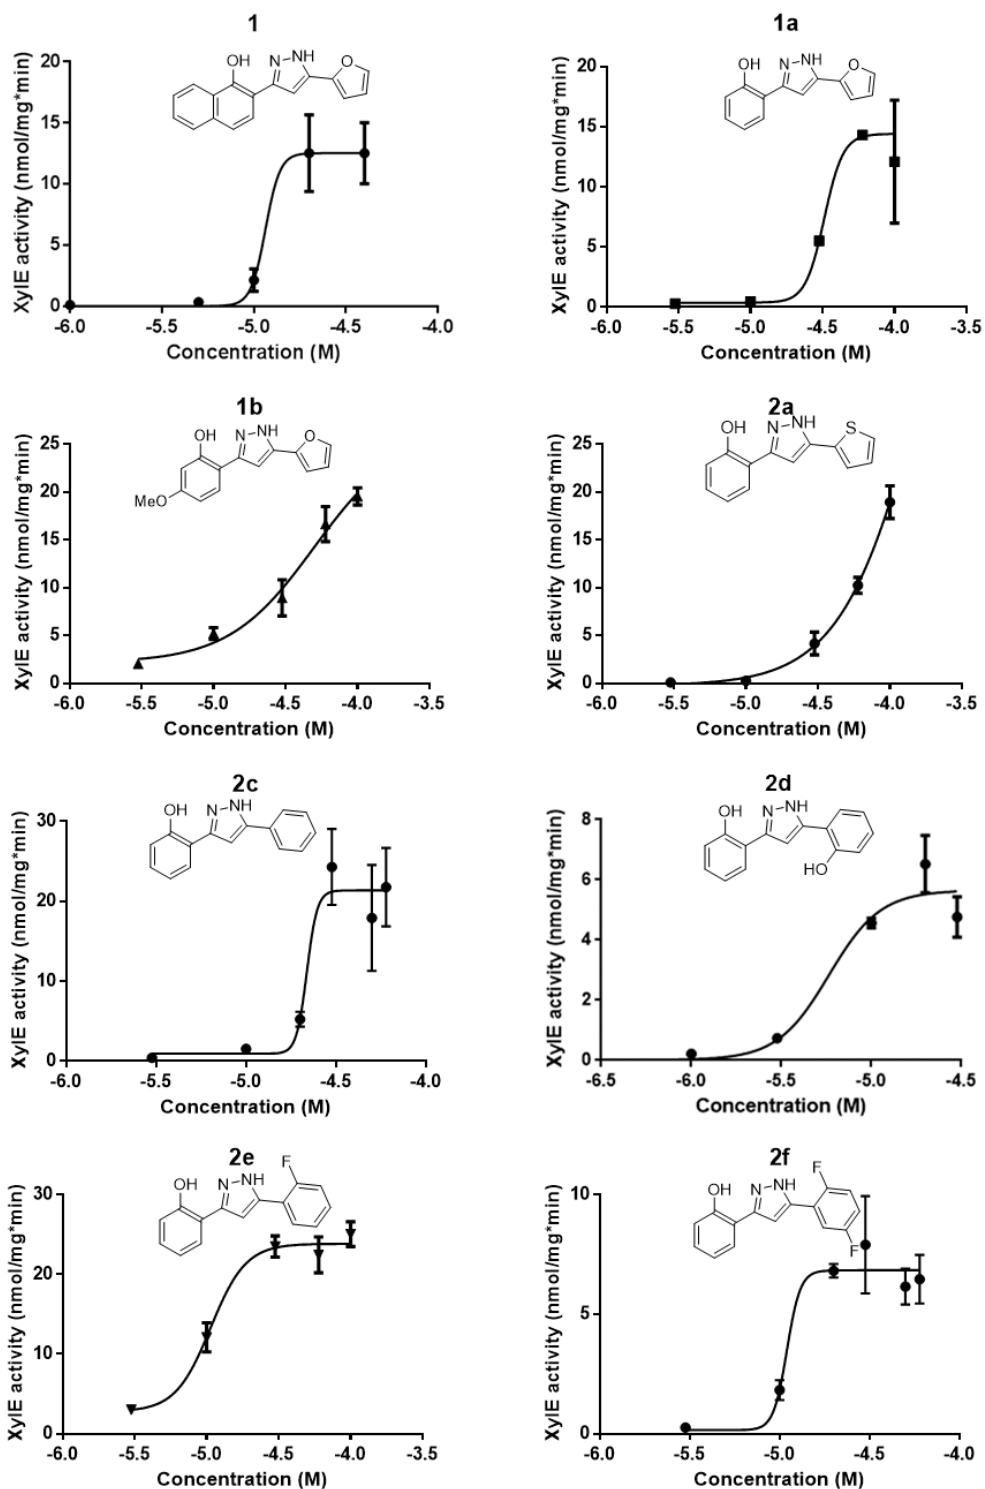 1
XylE activity (nmol/mg*min)
20
15
10
5
0
-6.0 -5.5 -5.0 -4.5 -4.0
Concentration (M)
OH N NH O
1a
XylE activity (nmol/mg*min)
20
15
10
5
0
-6.0 -5.5 -5.0 -4.5 -4.0 -3.5
Concentration (M)
OH N NH O
1b
XylE activity (nmol/mg*min)
25
20
15
10
5
0
-6.0 -5.5 -5.0 -4.5 -4.0 -3.5
Concentration (M)
OH N NH O
MeO
2a
XylE activity (nmol/mg*min)
25
20
15
10
5
0
-6.0 -5.5 -5.0 -4.5 -4.0 -3.5
Concentration (M)
OH N NH S
2c
XylE activity (nmol/mg*min)
30
20
10
0
-6.0 -5.5 -5.0 -4.5 -4.0
Concentration (M)
OH N NH
2d
XylE activity (nmol/mg*min)
8
6
4
2
0
-6.5 -6.0 -5.5 -5.0 -4.5
Concentration (M)
OH N NH
HO
2e
XylE activity (nmol/mg*min)
30
20
10
0
-6.0 -5.5 -5.0 -4.5 -4.0 -3.5
Concentration (M)
F
OH N NH
2f
XylE activity (nmol/mg*min)
10
5
0
-6.0 -5.5 -5.0 -4.5 -4.0
Concentration (M)
F
OH N NH
F